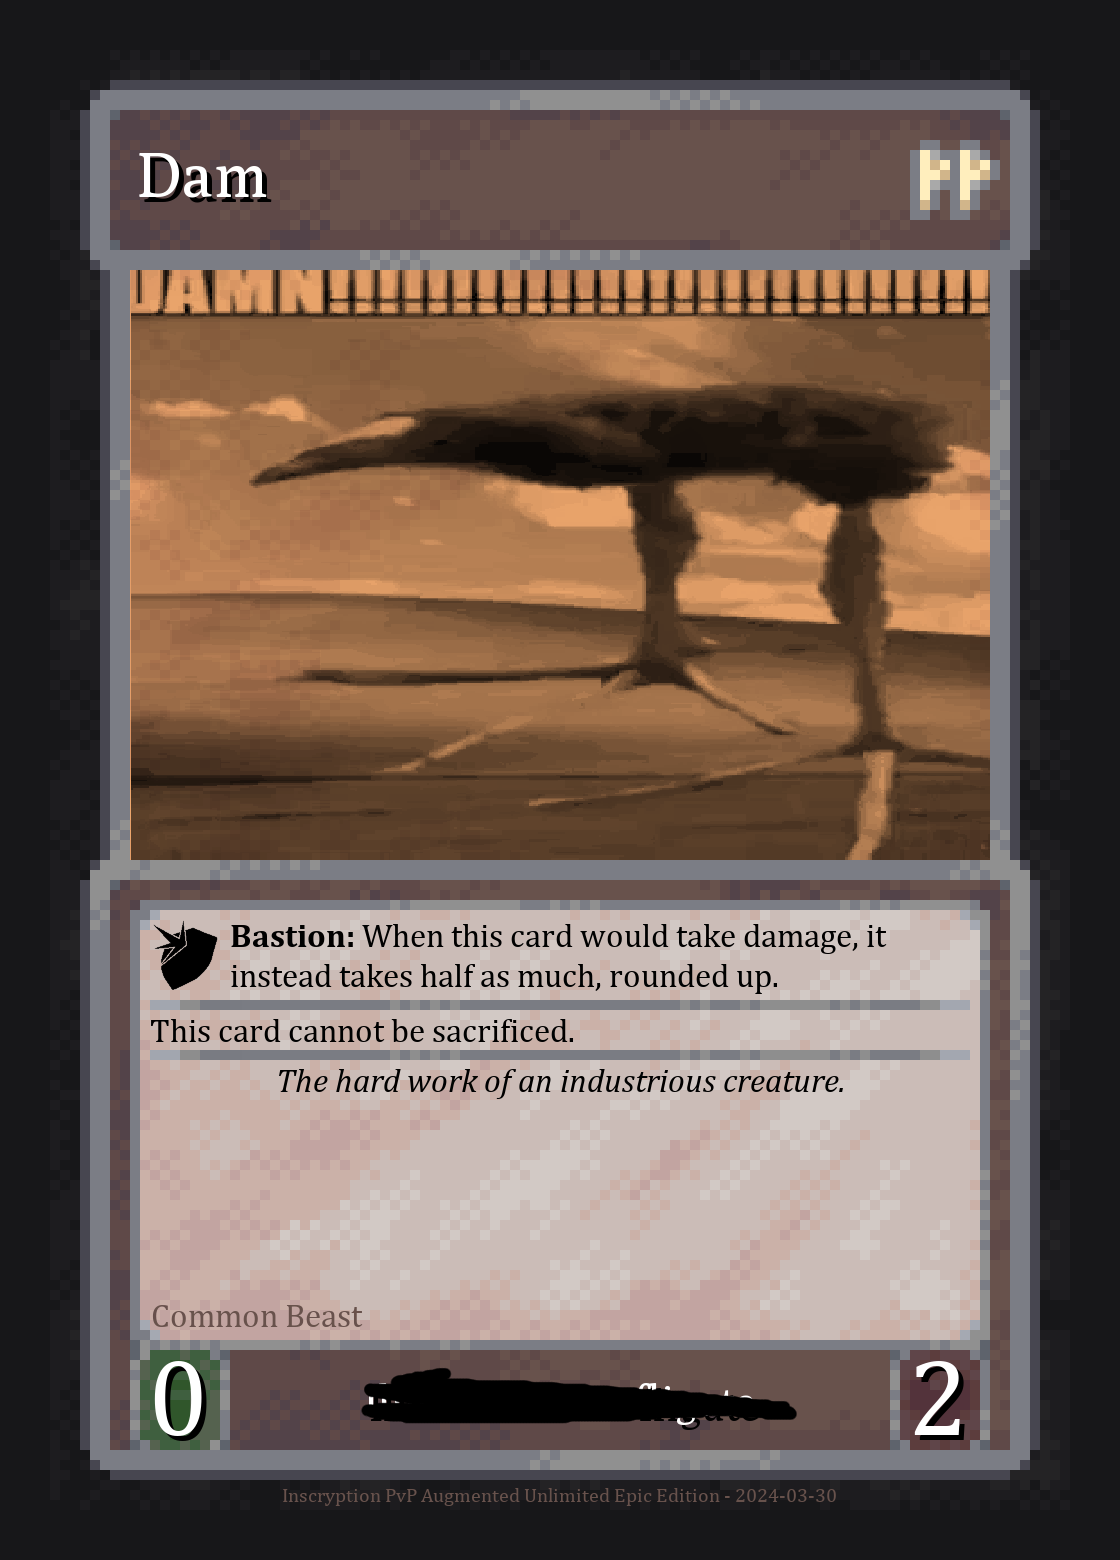 Dam
DAMN!!!!!!!!!!!!!!!!!!!!!!!!!!!
Bastion: When this card would take damage, it
instead takes half as much, rounded up.
This card cannot be sacrificed.
The hard work of an industrious creature.
Common Beast
0
2
Inscryption PvP Augmented Unlimited Epic Edition - 2024-03-30